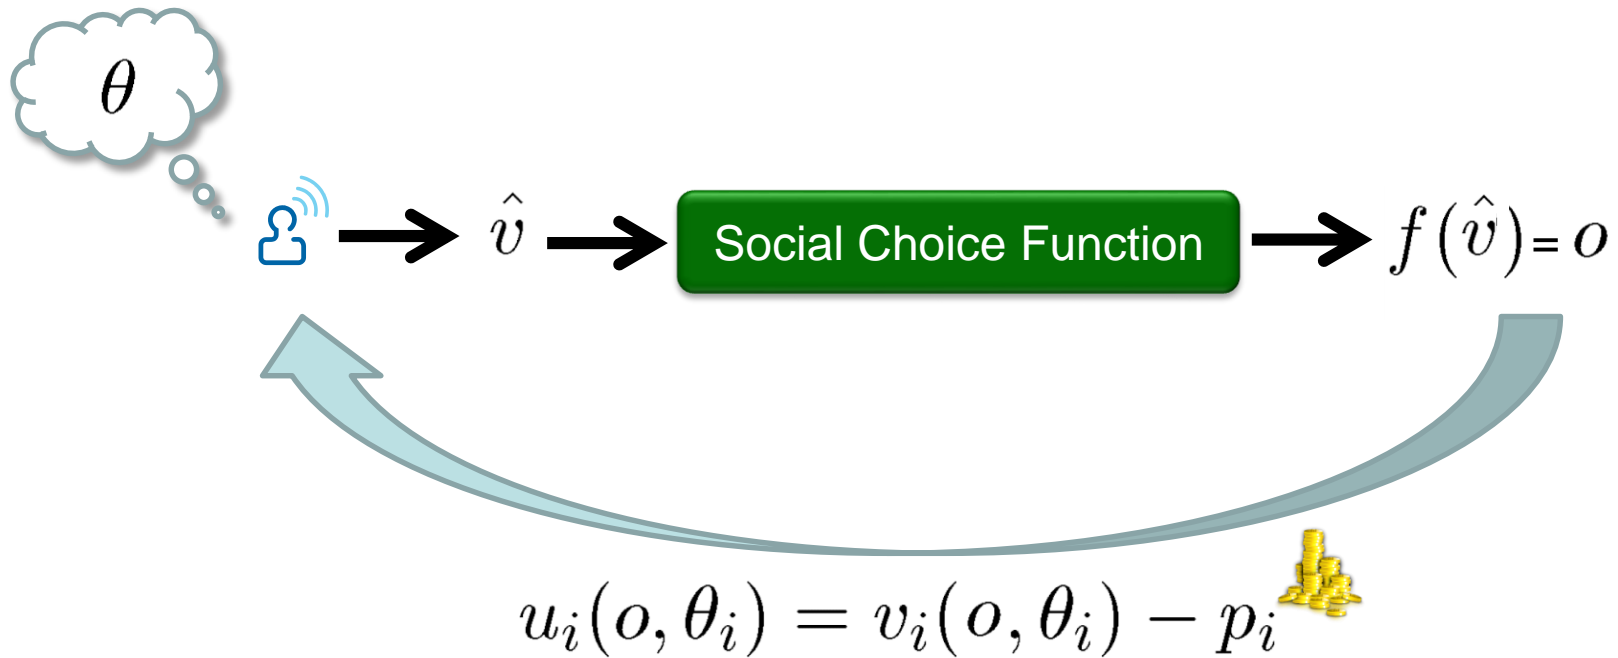 θ
v̂ Social Choice Function f(v̂) = o
u_i(o, θ_i) = v_i(o, θ_i) − p_i